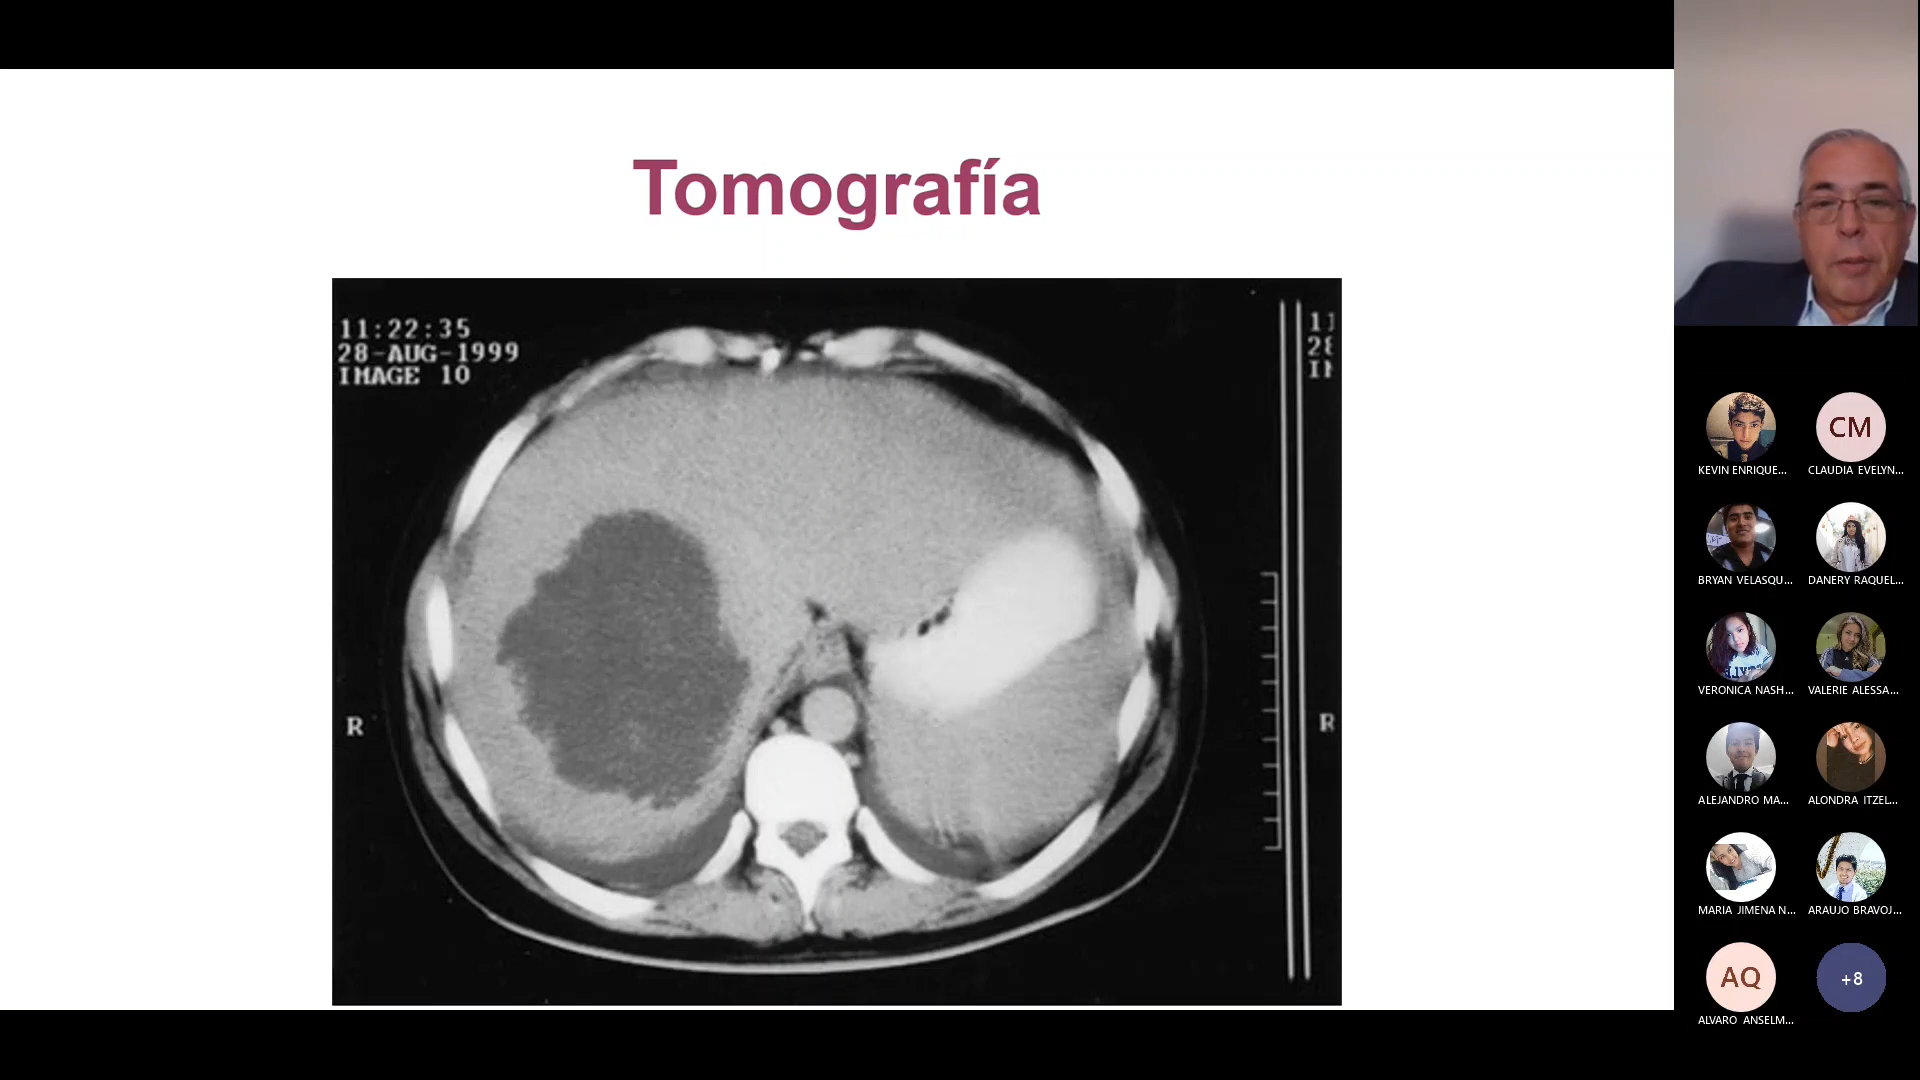 Tomografía
11:22:35
28-AUG-1999
IMAGE 10
R
R
KEVIN ENRIQUE...
CM
CLAUDIA EVELYN...
BRYAN VELASQU...
DANERY RAQUEL...
VERONICA NASH...
VALERIE ALESSA...
ALEJANDRO MA...
ALONDRA ITZEL...
MARIA JIMENA N...
ARAUJO BRAVOJ...
AQ
+8
ALVARO ANSELM...